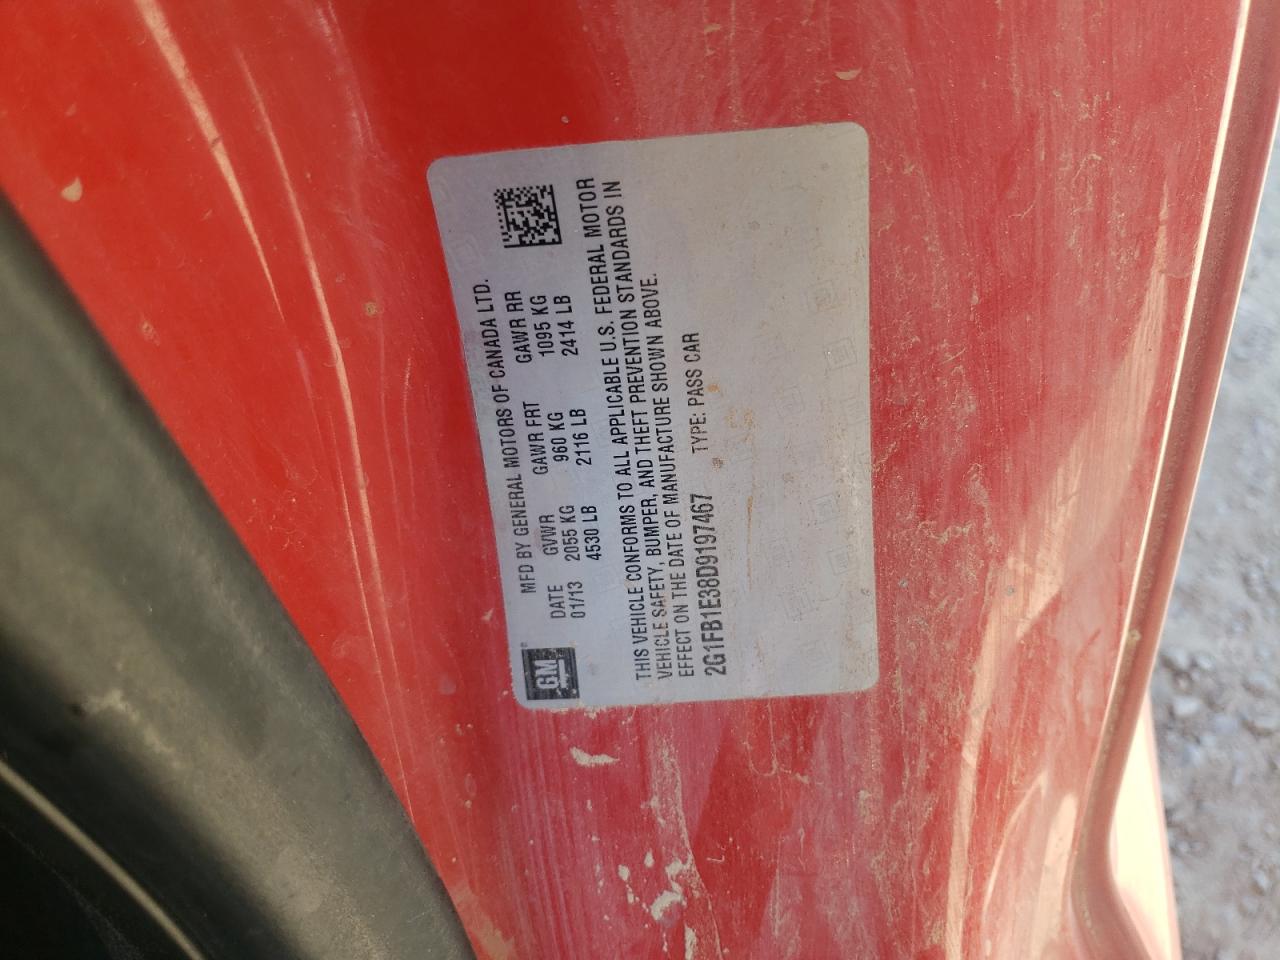 GM
MFD BY GENERAL MOTORS OF CANADA LTD.
DATE GVWR GAWR FRT GAWR RR
01/13 2055 KG 960 KG 1095 KG
4530 LB 2116 LB 2414 LB
THIS VEHICLE CONFORMS TO ALL APPLICABLE U.S. FEDERAL MOTOR
VEHICLE SAFETY, BUMPER, AND THEFT PREVENTION STANDARDS IN
EFFECT ON THE DATE OF MANUFACTURE SHOWN ABOVE.
2G1FB1E38D9197467 TYPE: PASS CAR